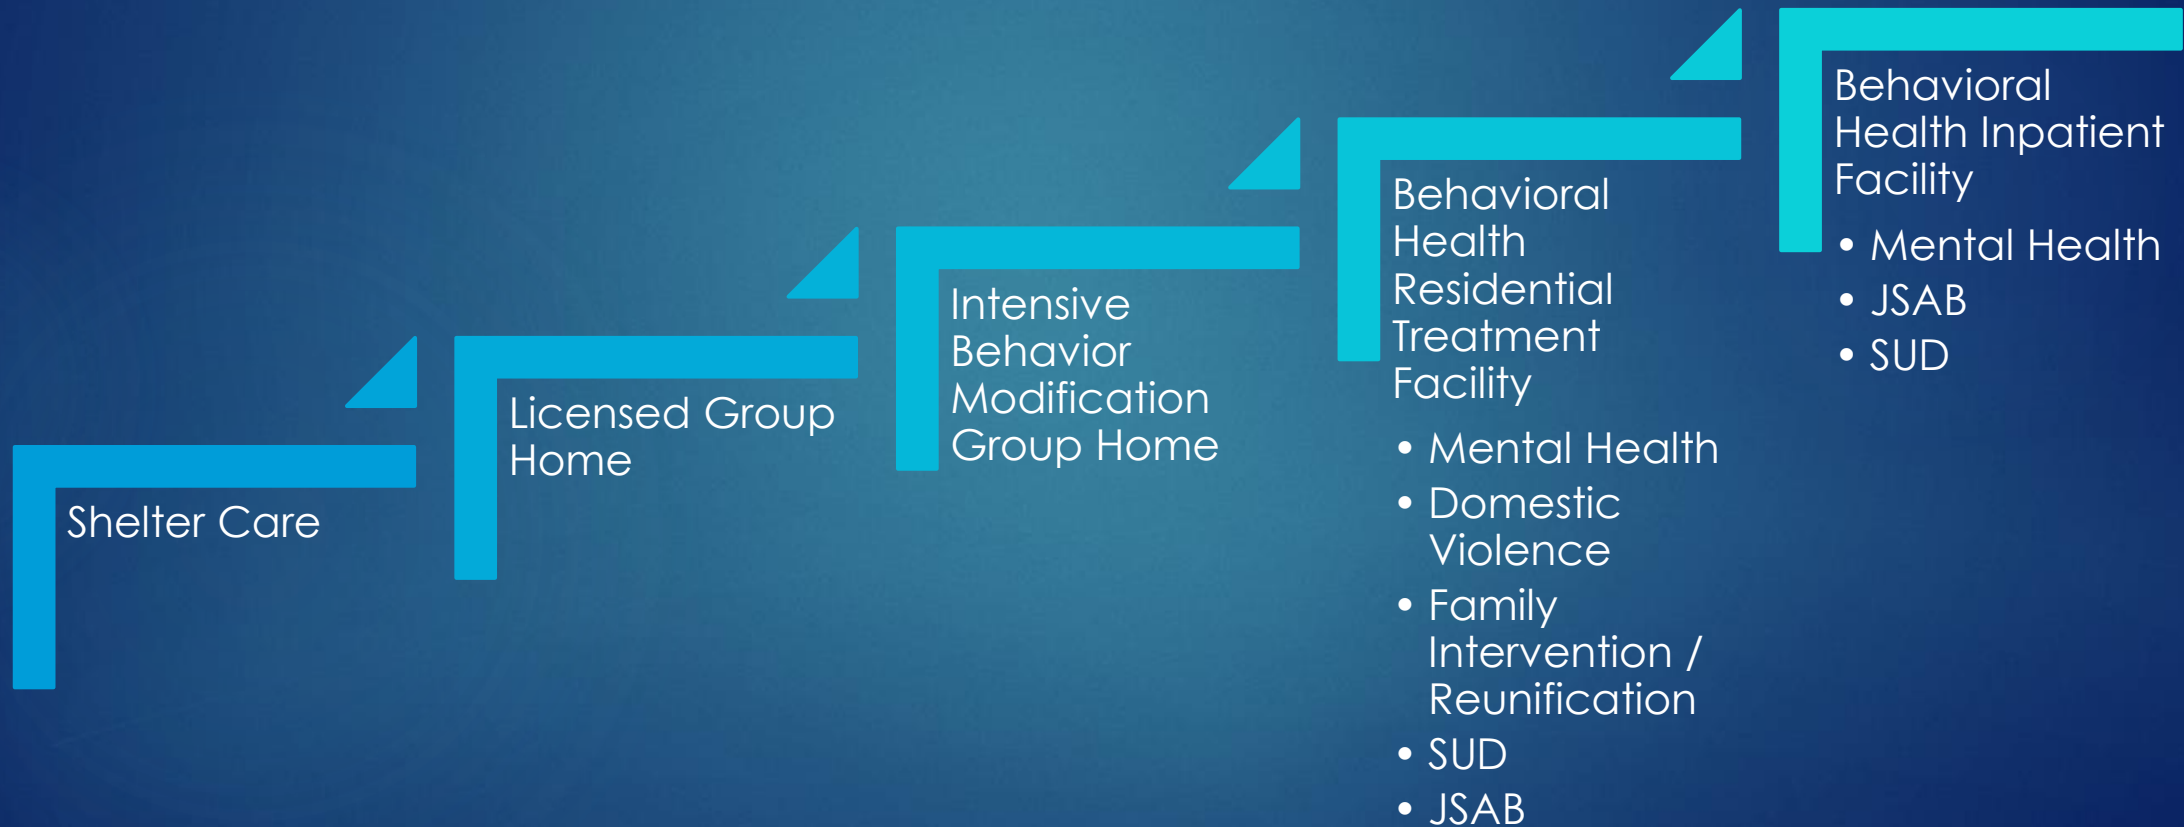 Shelter Care
Licensed Group
Home
Intensive
Behavior
Modification
Group Home
Behavioral
Health
Residential
Treatment
Facility
• Mental Health
• Domestic
Violence
• Family
Intervention /
Reunification
• SUD
• JSAB
Behavioral
Health Inpatient
Facility
• Mental Health
• JSAB
• SUD